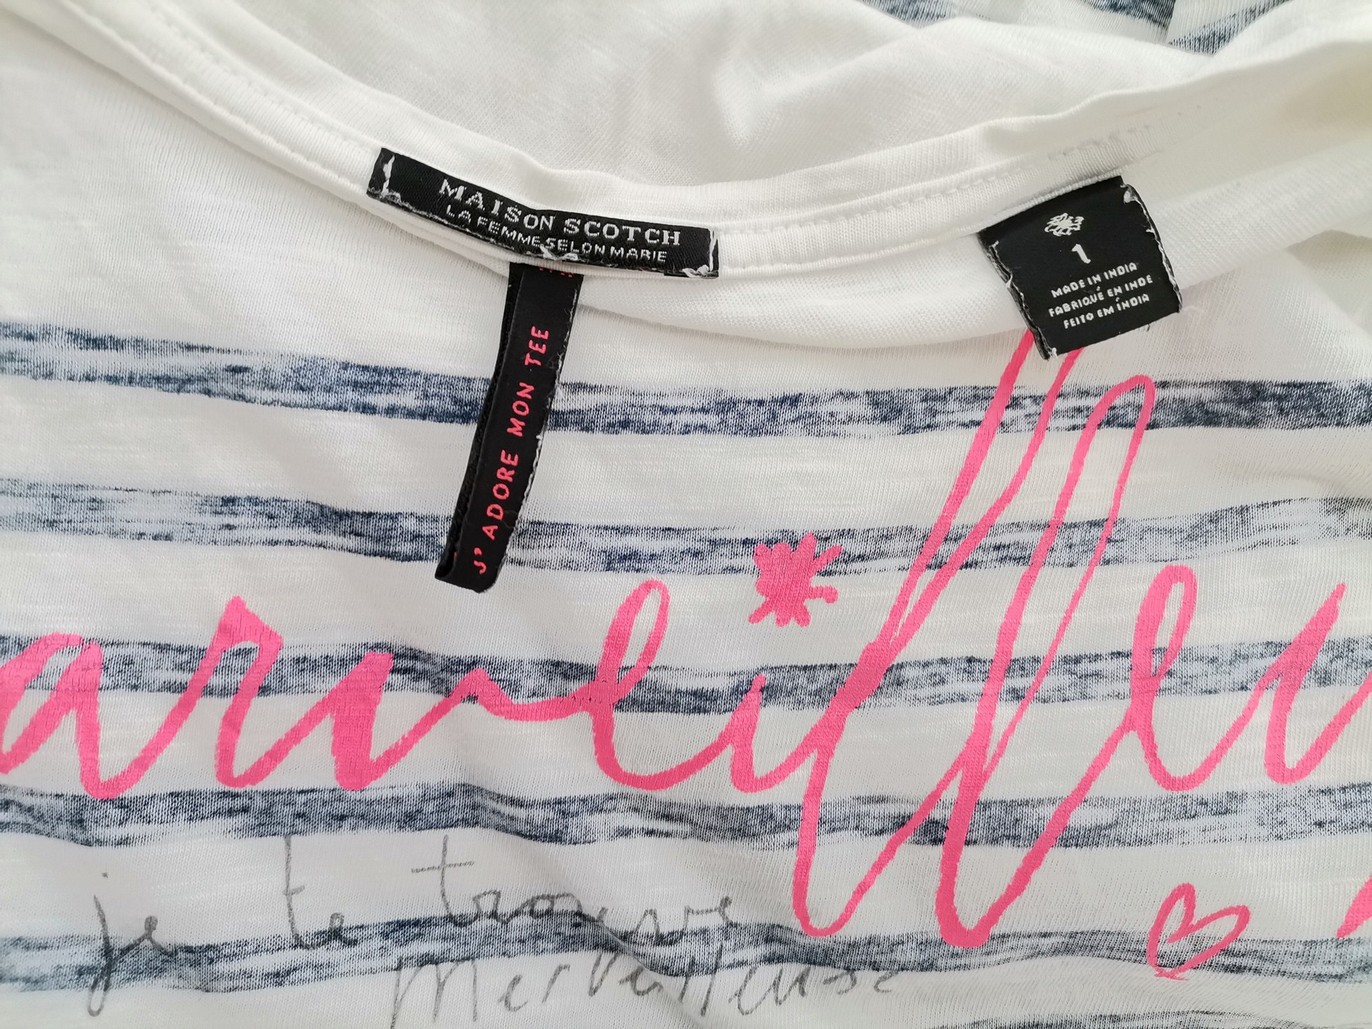 MAISON SCOTCH
LA FEMME SELON MARIE
1
MADE IN INDIA
FABRIQUÉ EN INDE
FEITO EM ÍNDIA
J'ADORE MON TEE
arveilleu
je te trouve
merveilleuse